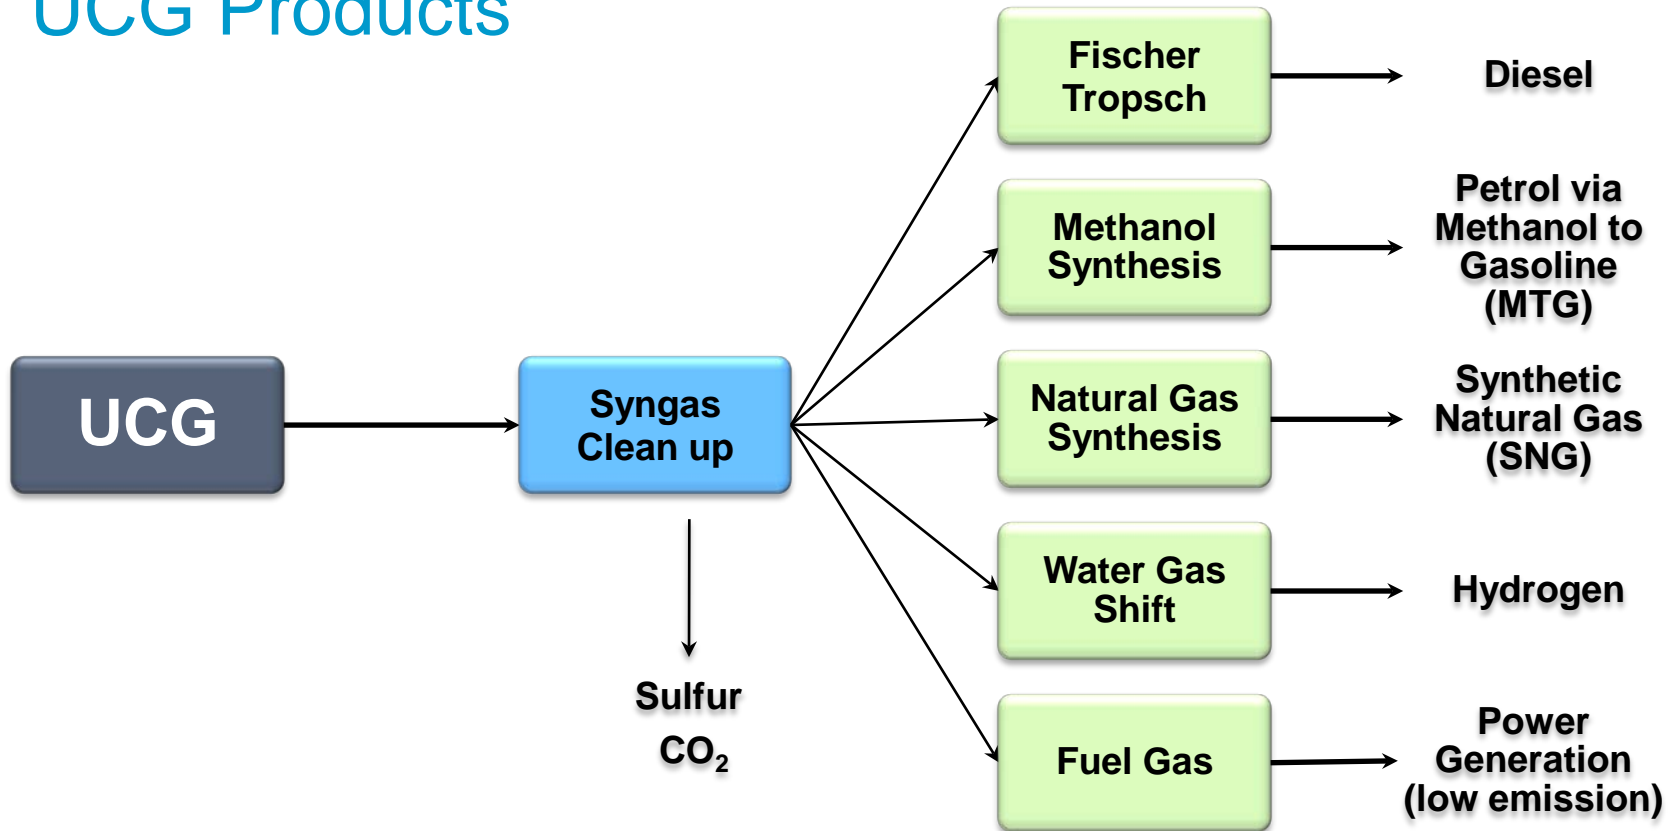 UCG Products
Fischer
Tropsch
Diesel
Methanol
Synthesis
Petrol via
Methanol to
Gasoline
(MTG)
UCG
Syngas
Clean up
Natural Gas
Synthesis
Synthetic
Natural Gas
(SNG)
Water Gas
Shift
Hydrogen
Sulfur
CO₂
Fuel Gas
Power
Generation
(low emission)